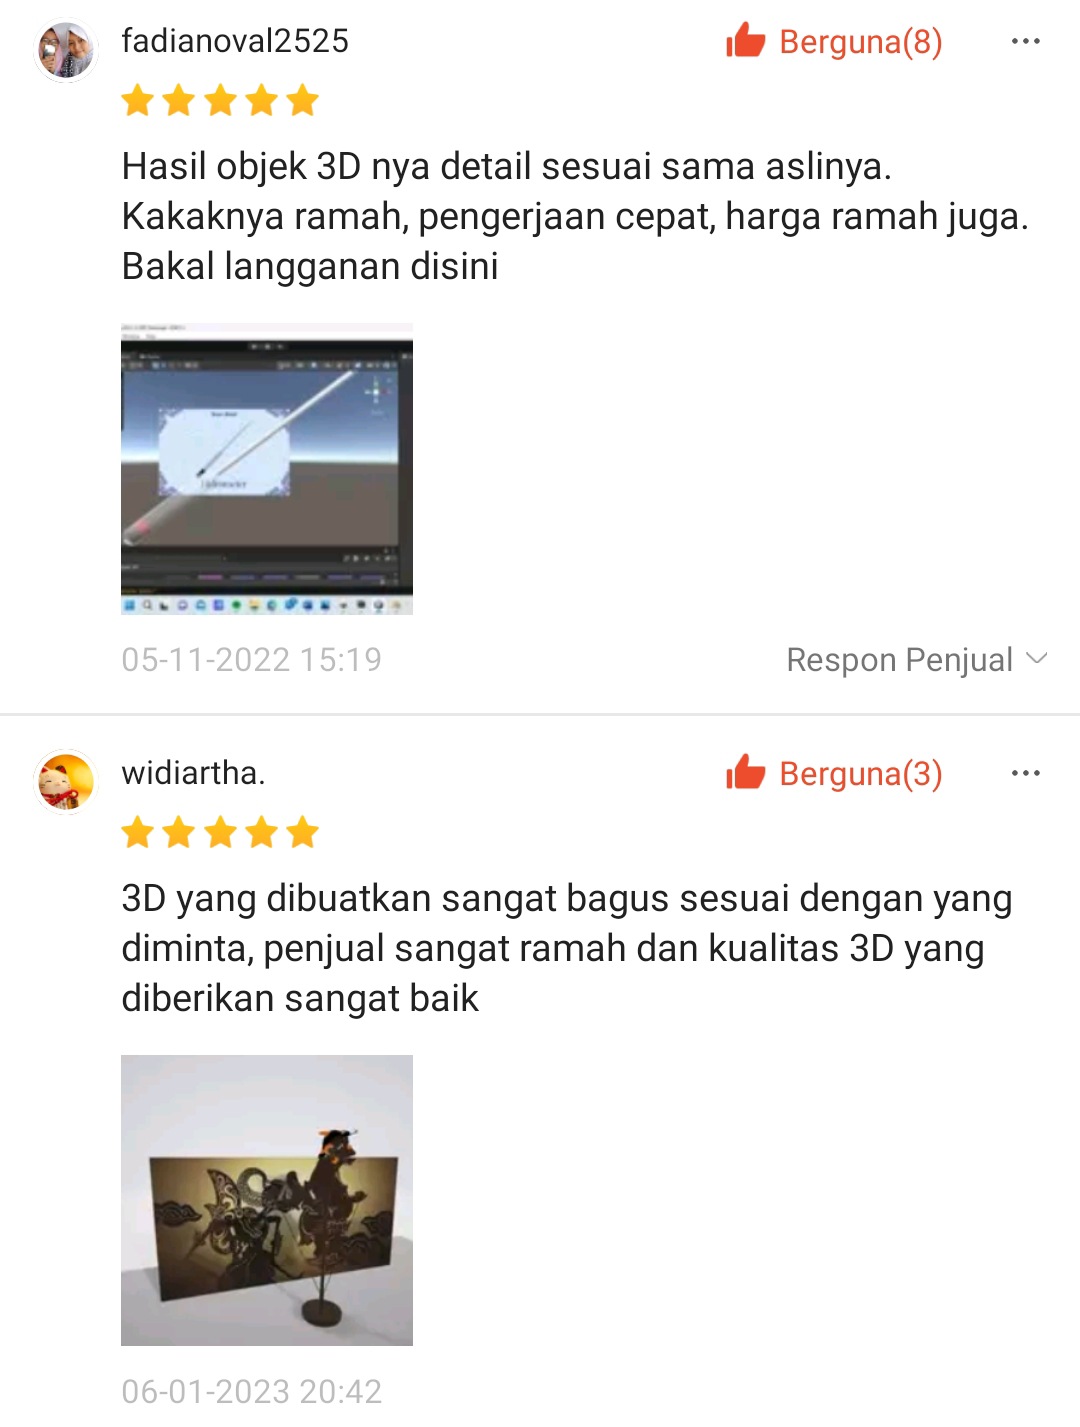 fadianoval2525
Berguna(8)
Hasil objek 3D nya detail sesuai sama aslinya.
Kakaknya ramah, pengerjaan cepat, harga ramah juga.
Bakal langganan disini
05-11-2022 15:19
Respon Penjual
widiartha.
Berguna(3)
3D yang dibuatkan sangat bagus sesuai dengan yang
diminta, penjual sangat ramah dan kualitas 3D yang
diberikan sangat baik
06-01-2023 20:42